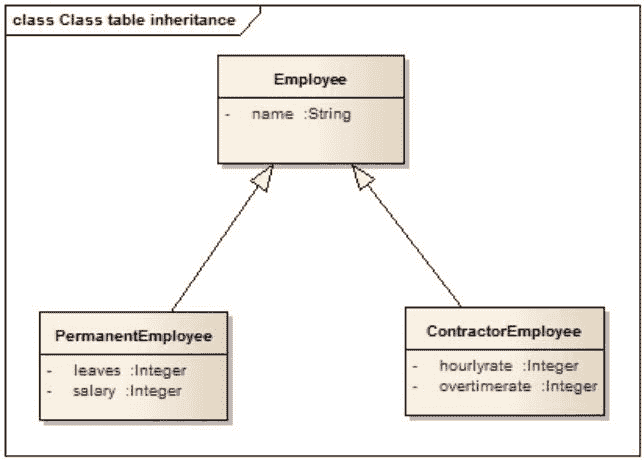 class Class table inheritance
Employee
- name :String
PermanentEmployee
- leaves :Integer
- salary :Integer
ContractorEmployee
- hourlyrate :Integer
- overtimerate :Integer